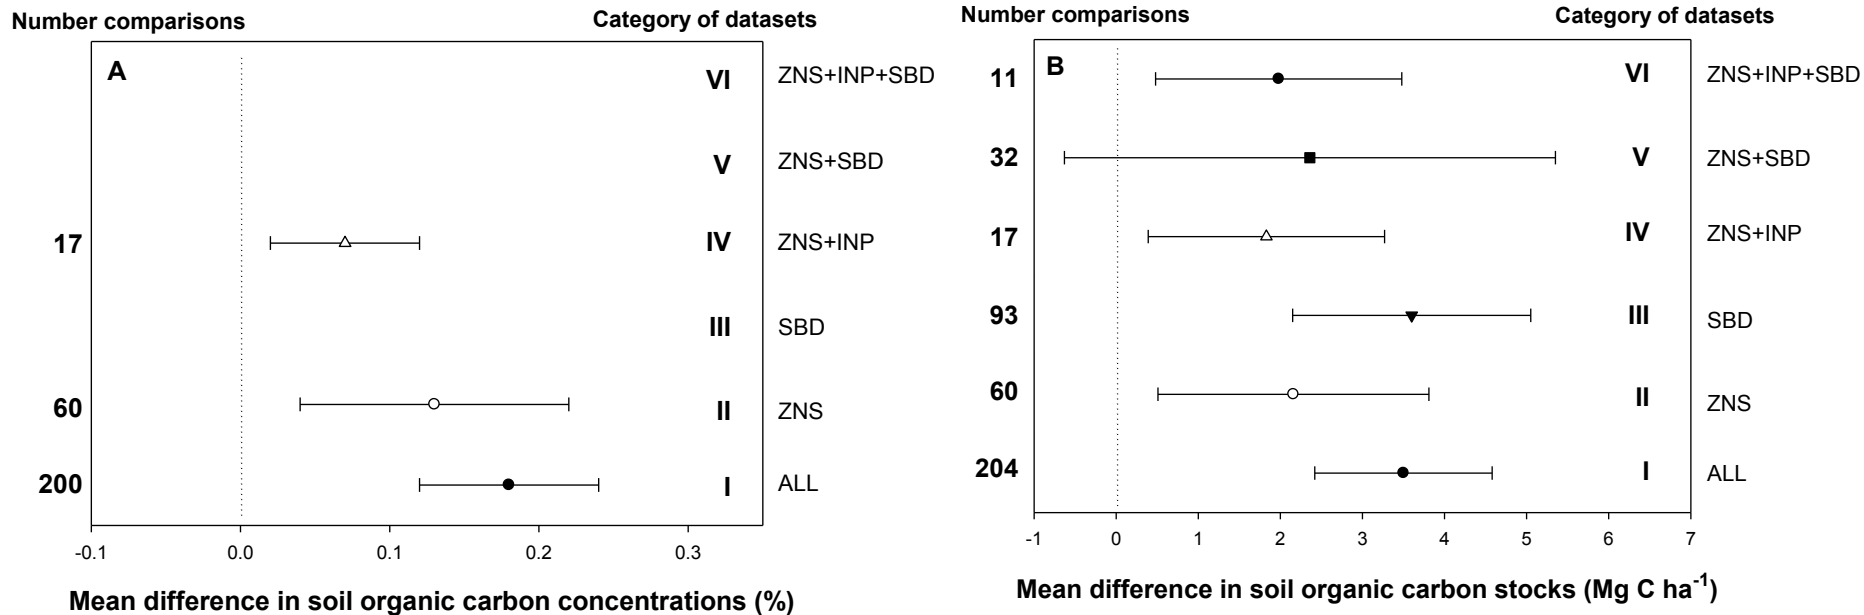 Number comparisons
Category of datasets
A
VI ZNS+INP+SBD
V ZNS+SBD
17 IV ZNS+INP
III SBD
60 II ZNS
200 I ALL
-0.1 0.0 0.1 0.2 0.3
Mean difference in soil organic carbon concentrations (%)
Number comparisons
Category of datasets
B
11 VI ZNS+INP+SBD
32 V ZNS+SBD
17 IV ZNS+INP
93 III SBD
60 II ZNS
204 I ALL
-1 0 1 2 3 4 5 6 7
Mean difference in soil organic carbon stocks (Mg C ha⁻¹)